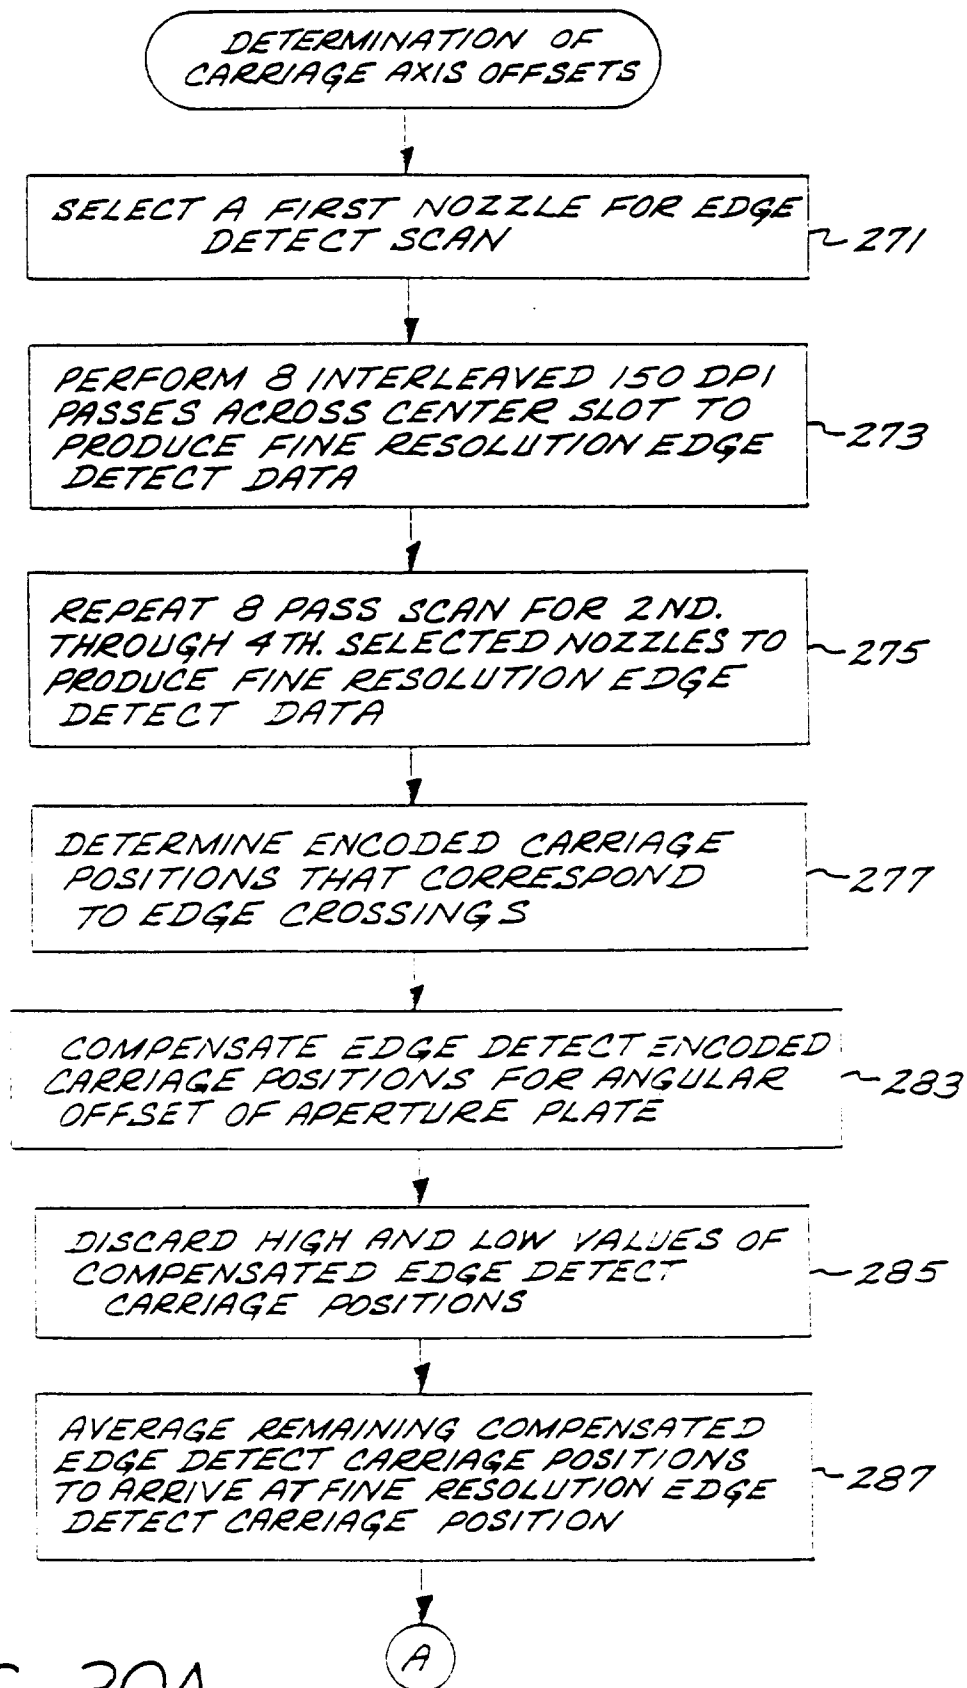 DETERMINATION OF
CARRIAGE AXIS OFFSETS
SELECT A FIRST NOZZLE FOR EDGE
DETECT SCAN
271
PERFORM 8 INTERLEAVED 150 DPI
PASSES ACROSS CENTER SLOT TO
PRODUCE FINE RESOLUTION EDGE
DETECT DATA
273
REPEAT 8 PASS SCAN FOR 2ND.
THROUGH 4TH. SELECTED NOZZLES TO
PRODUCE FINE RESOLUTION EDGE
DETECT DATA
275
DETERMINE ENCODED CARRIAGE
POSITIONS THAT CORRESPOND
TO EDGE CROSSINGS
277
COMPENSATE EDGE DETECT ENCODED
CARRIAGE POSITIONS FOR ANGULAR
OFFSET OF APERTURE PLATE
283
DISCARD HIGH AND LOW VALUES OF
COMPENSATED EDGE DETECT
CARRIAGE POSITIONS
285
AVERAGE REMAINING COMPENSATED
EDGE DETECT CARRIAGE POSITIONS
TO ARRIVE AT FINE RESOLUTION EDGE
DETECT CARRIAGE POSITION
287
A